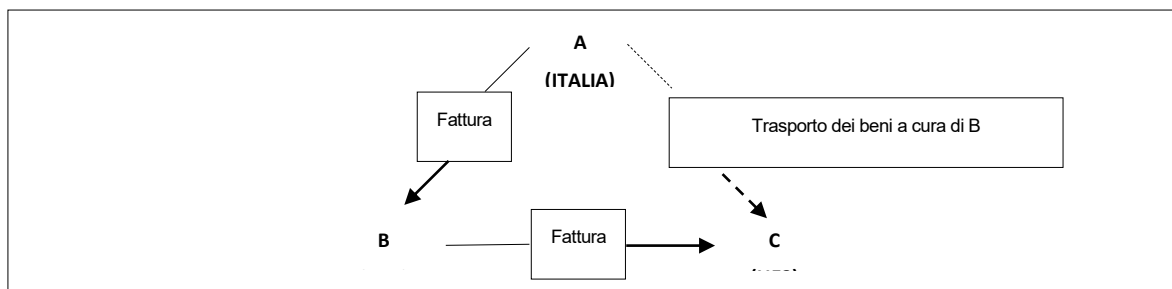 A
(ITALIA)
Fattura
Trasporto dei beni a cura di B
B
Fattura
C